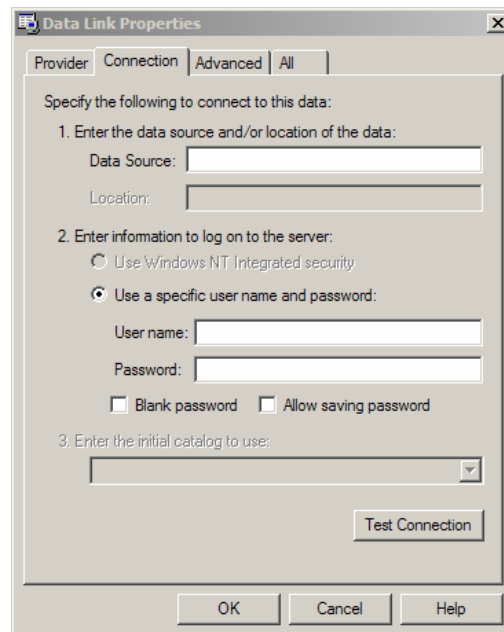 Data Link Properties
Provider Connection Advanced All
Specify the following to connect to this data:
1. Enter the data source and/or location of the data:
Data Source:
Location:
2. Enter information to log on to the server:
Use Windows NT Integrated security
Use a specific user name and password:
User name:
Password:
Blank password Allow saving password
3. Enter the initial catalog to use:
Test Connection
OK Cancel Help